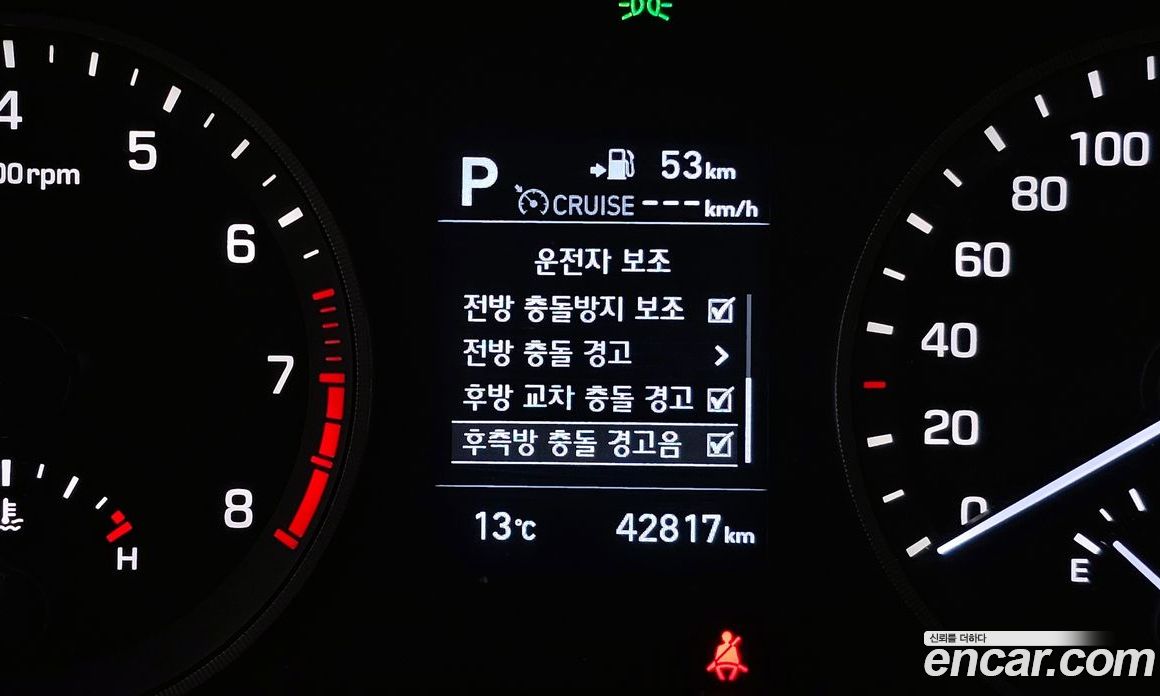 4
5
6
7
8
00rpm
H
P
53km
CRUISE ---km/h
운전자 보조
전방 충돌방지 보조
전방 충돌 경고
후방 교차 충돌 경고
후측방 충돌 경고음
13°C
42817km
100
80
60
40
20
0
E
신뢰를 더하다
encar.com